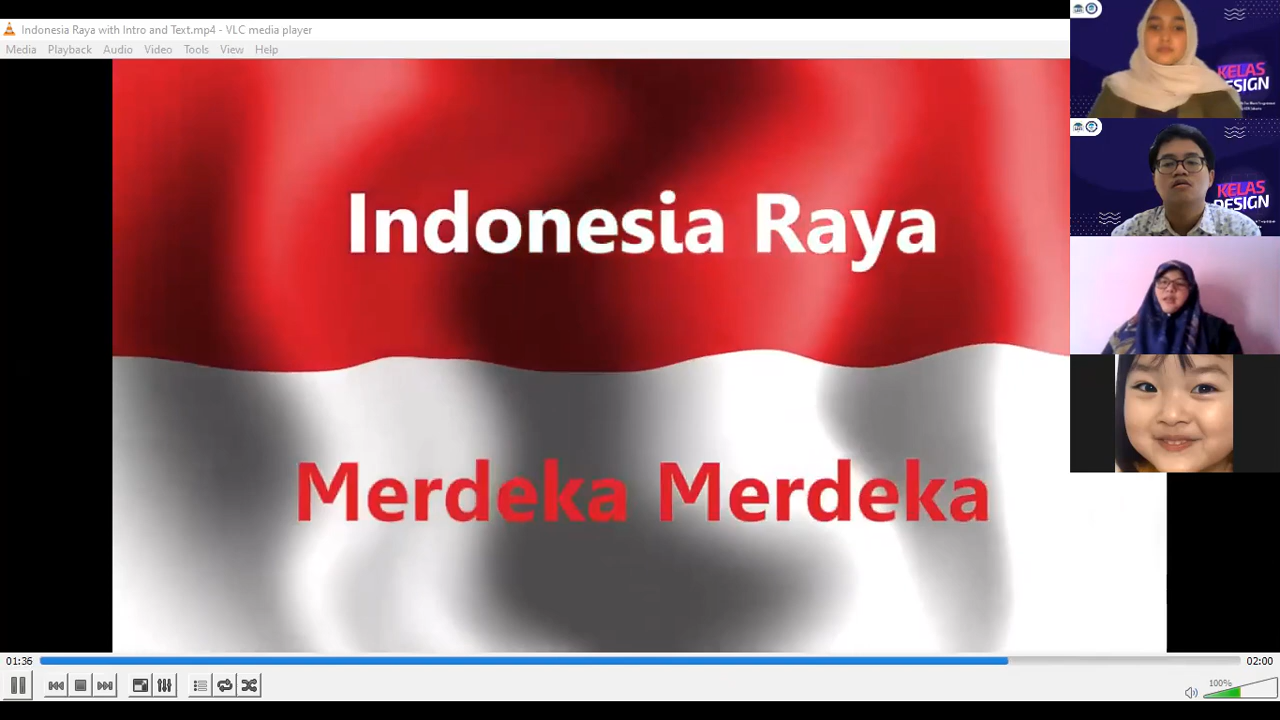 Indonesia Raya with Intro and Text.mp4 - VLC media player
Media Playback Audio Video Tools View Help
Indonesia Raya
Merdeka Merdeka
01:36
02:00
100%
KELAS
DESIGN
KELAS
DESIGN